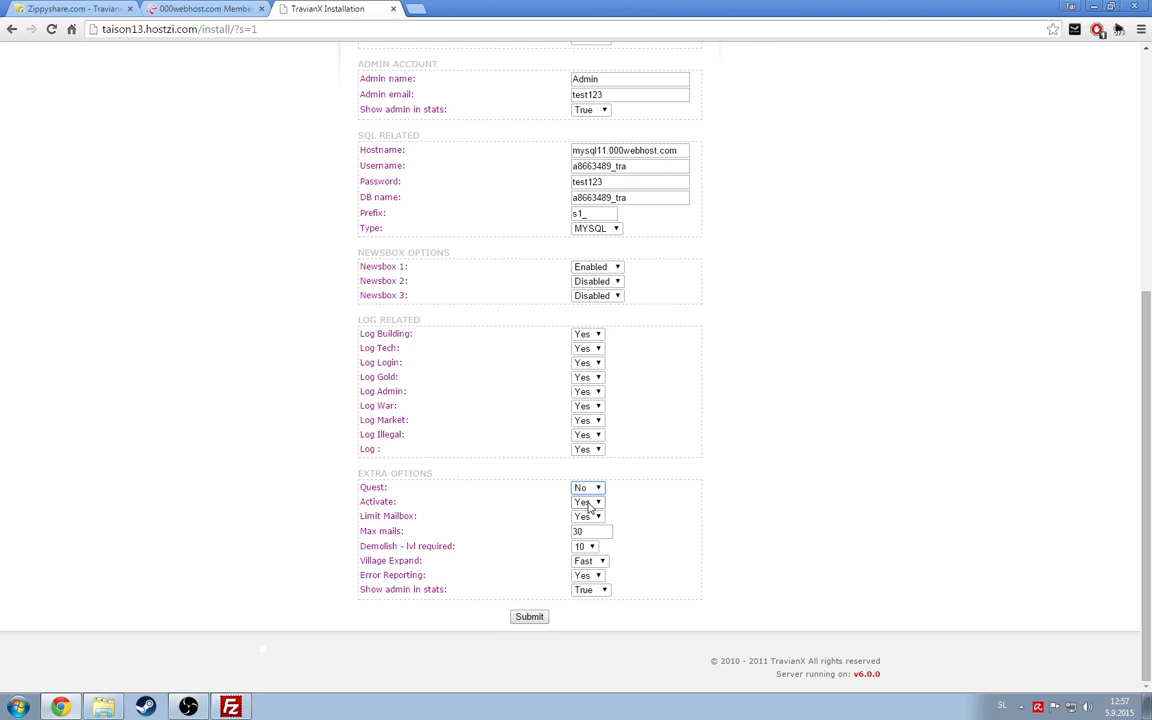 Zippyshare.com - Travian
000webhost.com Membe
TravianX Installation
Tai
taison13.hostzi.com/install/?s=1
ADMIN ACCOUNT
Admin name: Admin
Admin email: test123
Show admin in stats: True
SQL RELATED
Hostname: mysql11.000webhost.com
Username: a8663489_tra
Password: test123
DB name: a8663489_tra
Prefix: s1_
Type: MYSQL
NEWSBOX OPTIONS
Newsbox 1: Enabled
Newsbox 2: Disabled
Newsbox 3: Disabled
LOG RELATED
Log Building: Yes
Log Tech: Yes
Log Login: Yes
Log Gold: Yes
Log Admin: Yes
Log War: Yes
Log Market: Yes
Log Illegal: Yes
Log : Yes
EXTRA OPTIONS
Quest: No
Activate: Yes
Limit Mailbox: Yes
Max mails: 30
Demolish - lvl required: 10
Village Expand: Fast
Error Reporting: Yes
Show admin in stats: True
Submit
© 2010 - 2011 TravianX All rights reserved
Server running on: v6.0.0
SL
12:57
5.9.2015